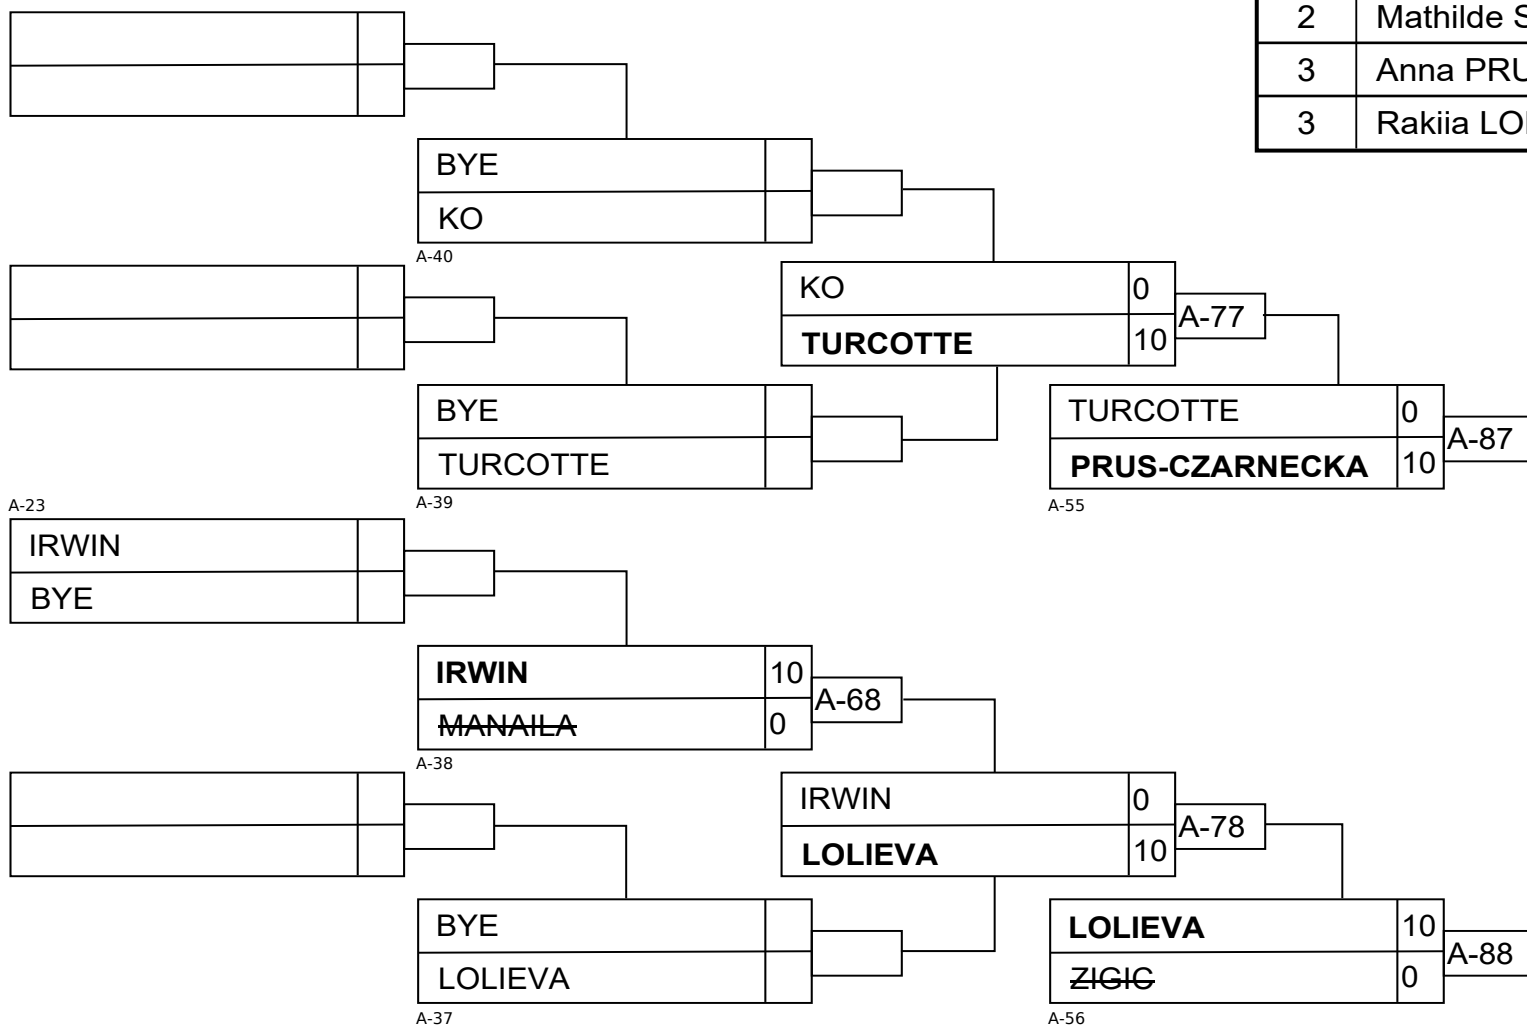 2 Mathilde S
3 Anna PRU
3 Rakiia LO
BYE
KO
A-40
KO 0
TURCOTTE 10
A-77
BYE
TURCOTTE
A-39
TURCOTTE 0
PRUS-CZARNECKA 10
A-87
A-55
A-23
IRWIN
BYE
IRWIN 10
MANAILA 0
A-68
A-38
IRWIN 0
LOLIEVA 10
A-78
BYE
LOLIEVA
A-37
LOLIEVA 10
ZIGIC 0
A-88
A-56